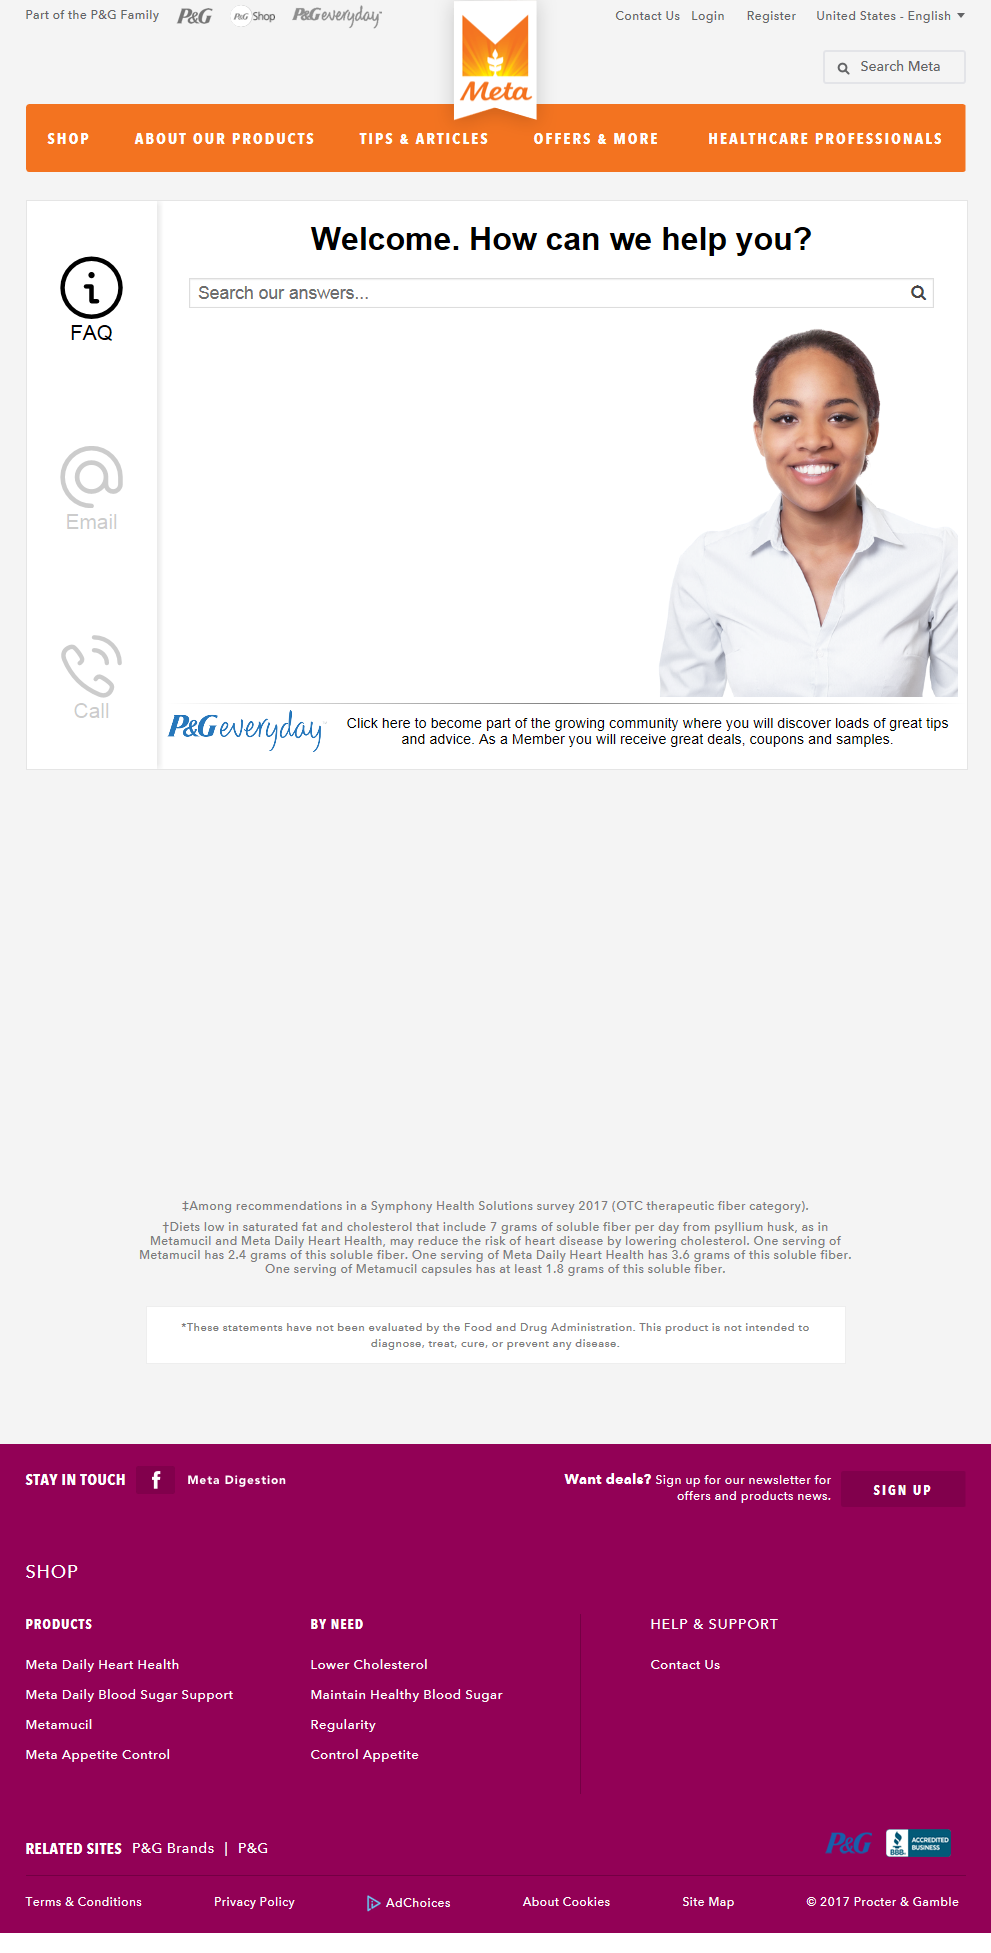 Part of the P&G Family P&G P&G Shop P&G everyday
Contact Us Login Register United States - English
Meta
Search Meta
SHOP ABOUT OUR PRODUCTS TIPS & ARTICLES OFFERS & MORE HEALTHCARE PROFESSIONALS
Welcome. How can we help you?
Search our answers...
FAQ
Email
Call
P&G everyday
Click here to become part of the growing community where you will discover loads of great tips
and advice. As a Member you will receive great deals, coupons and samples.
‡Among recommendations in a Symphony Health Solutions survey 2017 (OTC therapeutic fiber category).
†Diets low in saturated fat and cholesterol that include 7 grams of soluble fiber per day from psyllium husk, as in
Metamucil and Meta Daily Heart Health, may reduce the risk of heart disease by lowering cholesterol. One serving of
Metamucil has 2.4 grams of this soluble fiber. One serving of Meta Daily Heart Health has 3.6 grams of this soluble fiber.
One serving of Metamucil capsules has at least 1.8 grams of this soluble fiber.
*These statements have not been evaluated by the Food and Drug Administration. This product is not intended to
diagnose, treat, cure, or prevent any disease.
STAY IN TOUCH f Meta Digestion
Want deals? Sign up for our newsletter for
offers and products news.
SIGN UP
SHOP
PRODUCTS
Meta Daily Heart Health
Meta Daily Blood Sugar Support
Metamucil
Meta Appetite Control
BY NEED
Lower Cholesterol
Maintain Healthy Blood Sugar
Regularity
Control Appetite
HELP & SUPPORT
Contact Us
RELATED SITES P&G Brands | P&G
P&G
BBB ACCREDITED
BUSINESS
Terms & Conditions Privacy Policy AdChoices About Cookies Site Map © 2017 Procter & Gamble